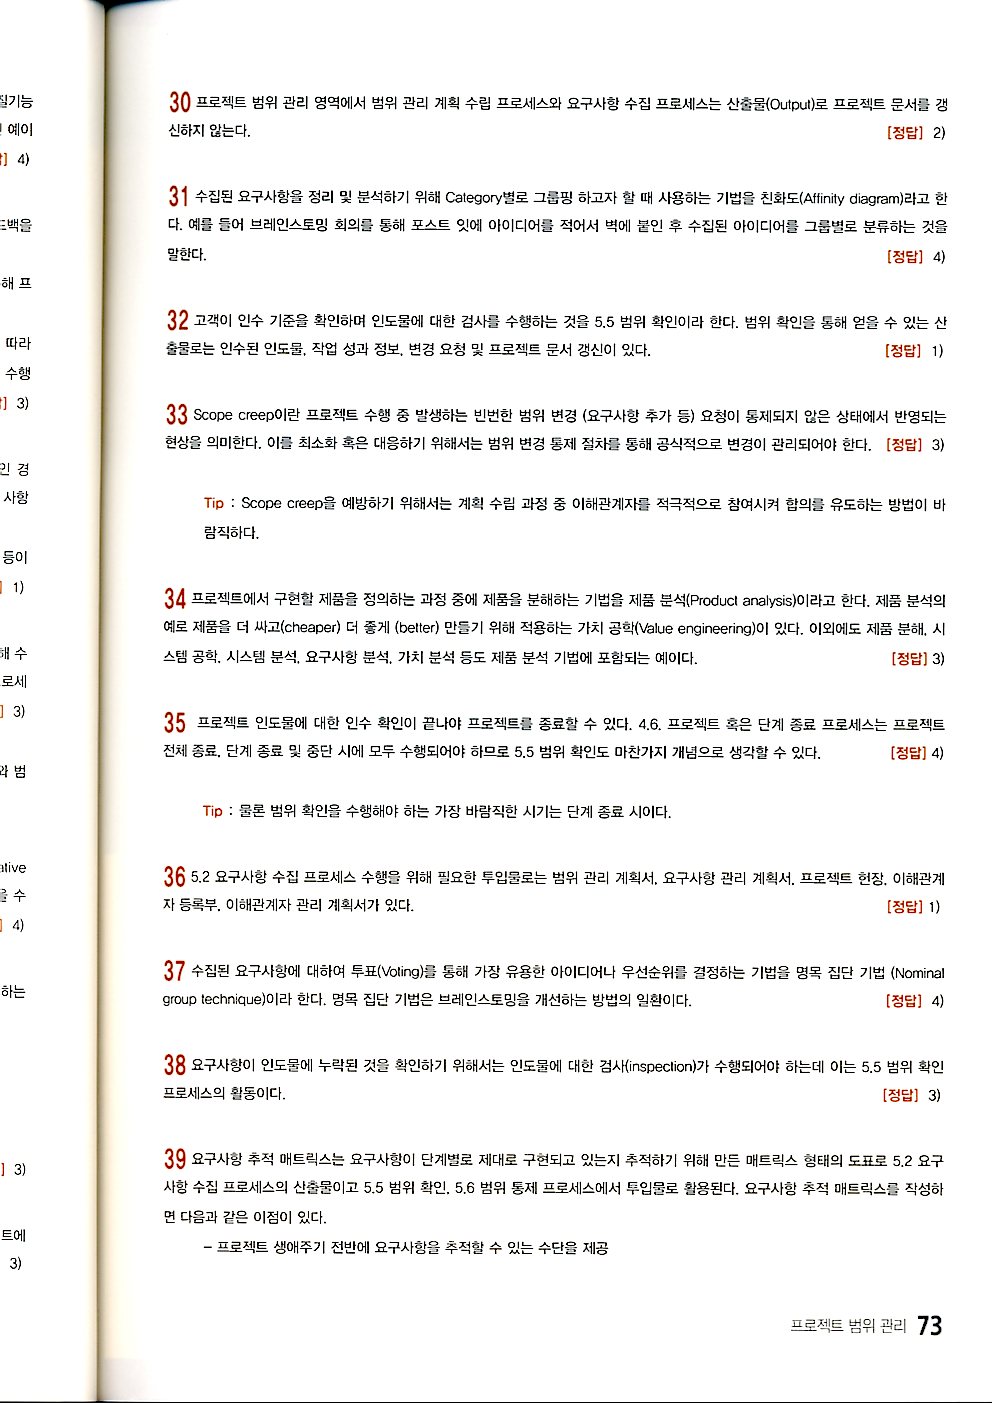 질기능
예이
4)
드백을
해 프
따라
수행
3)
인 경
사항
등이
1)
해 수
로세
3)
와 범
ative
을 수
4)
하는
3)
트에
3)
30 프로젝트 범위 관리 영역에서 범위 관리 계획 수립 프로세스와 요구사항 수집 프로세스는 산출물(Output)로 프로젝트 문서를 갱
신하지 않는다. [정답] 2)
31 수집된 요구사항을 정리 및 분석하기 위해 Category별로 그룹핑 하고자 할 때 사용하는 기법을 친화도(Affinity diagram)라고 한
다. 예를 들어 브레인스토밍 회의를 통해 포스트 잇에 아이디어를 적어서 벽에 붙인 후 수집된 아이디어를 그룹별로 분류하는 것을
말한다. [정답] 4)
32 고객이 인수 기준을 확인하며 인도물에 대한 검사를 수행하는 것을 5.5 범위 확인이라 한다. 범위 확인을 통해 얻을 수 있는 산
출물로는 인수된 인도물, 작업 성과 정보, 변경 요청 및 프로젝트 문서 갱신이 있다. [정답] 1)
33 Scope creep이란 프로젝트 수행 중 발생하는 빈번한 범위 변경 (요구사항 추가 등) 요청이 통제되지 않은 상태에서 반영되는
현상을 의미한다. 이를 최소화 혹은 대응하기 위해서는 범위 변경 통제 절차를 통해 공식적으로 변경이 관리되어야 한다. [정답] 3)
Tip : Scope creep을 예방하기 위해서는 계획 수립 과정 중 이해관계자를 적극적으로 참여시켜 합의를 유도하는 방법이 바
람직하다.
34 프로젝트에서 구현할 제품을 정의하는 과정 중에 제품을 분해하는 기법을 제품 분석(Product analysis)이라고 한다. 제품 분석의
예로 제품을 더 싸고(cheaper) 더 좋게 (better) 만들기 위해 적용하는 가치 공학(Value engineering)이 있다. 이외에도 제품 분해, 시
스템 공학, 시스템 분석, 요구사항 분석, 가치 분석 등도 제품 분석 기법에 포함되는 예이다. [정답] 3)
35 프로젝트 인도물에 대한 인수 확인이 끝나야 프로젝트를 종료할 수 있다. 4.6. 프로젝트 혹은 단계 종료 프로세스는 프로젝트
전체 종료, 단계 종료 및 중단 시에 모두 수행되어야 하므로 5.5 범위 확인도 마찬가지 개념으로 생각할 수 있다. [정답] 4)
Tip : 물론 범위 확인을 수행해야 하는 가장 바람직한 시기는 단계 종료 시이다.
36 5.2 요구사항 수집 프로세스 수행을 위해 필요한 투입물로는 범위 관리 계획서, 요구사항 관리 계획서, 프로젝트 헌장, 이해관계
자 등록부, 이해관계자 관리 계획서가 있다. [정답] 1)
37 수집된 요구사항에 대하여 투표(Voting)를 통해 가장 유용한 아이디어나 우선순위를 결정하는 기법을 명목 집단 기법 (Nominal
group technique)이라 한다. 명목 집단 기법은 브레인스토밍을 개선하는 방법의 일환이다. [정답] 4)
38 요구사항이 인도물에 누락된 것을 확인하기 위해서는 인도물에 대한 검사(inspection)가 수행되어야 하는데 이는 5.5 범위 확인
프로세스의 활동이다. [정답] 3)
39 요구사항 추적 매트릭스는 요구사항이 단계별로 제대로 구현되고 있는지 추적하기 위해 만든 매트릭스 형태의 도표로 5.2 요구
사항 수집 프로세스의 산출물이고 5.5 범위 확인, 5.6 범위 통제 프로세스에서 투입물로 활용된다. 요구사항 추적 매트릭스를 작성하
면 다음과 같은 이점이 있다.
– 프로젝트 생애주기 전반에 요구사항을 추적할 수 있는 수단을 제공
프로젝트 범위 관리 73